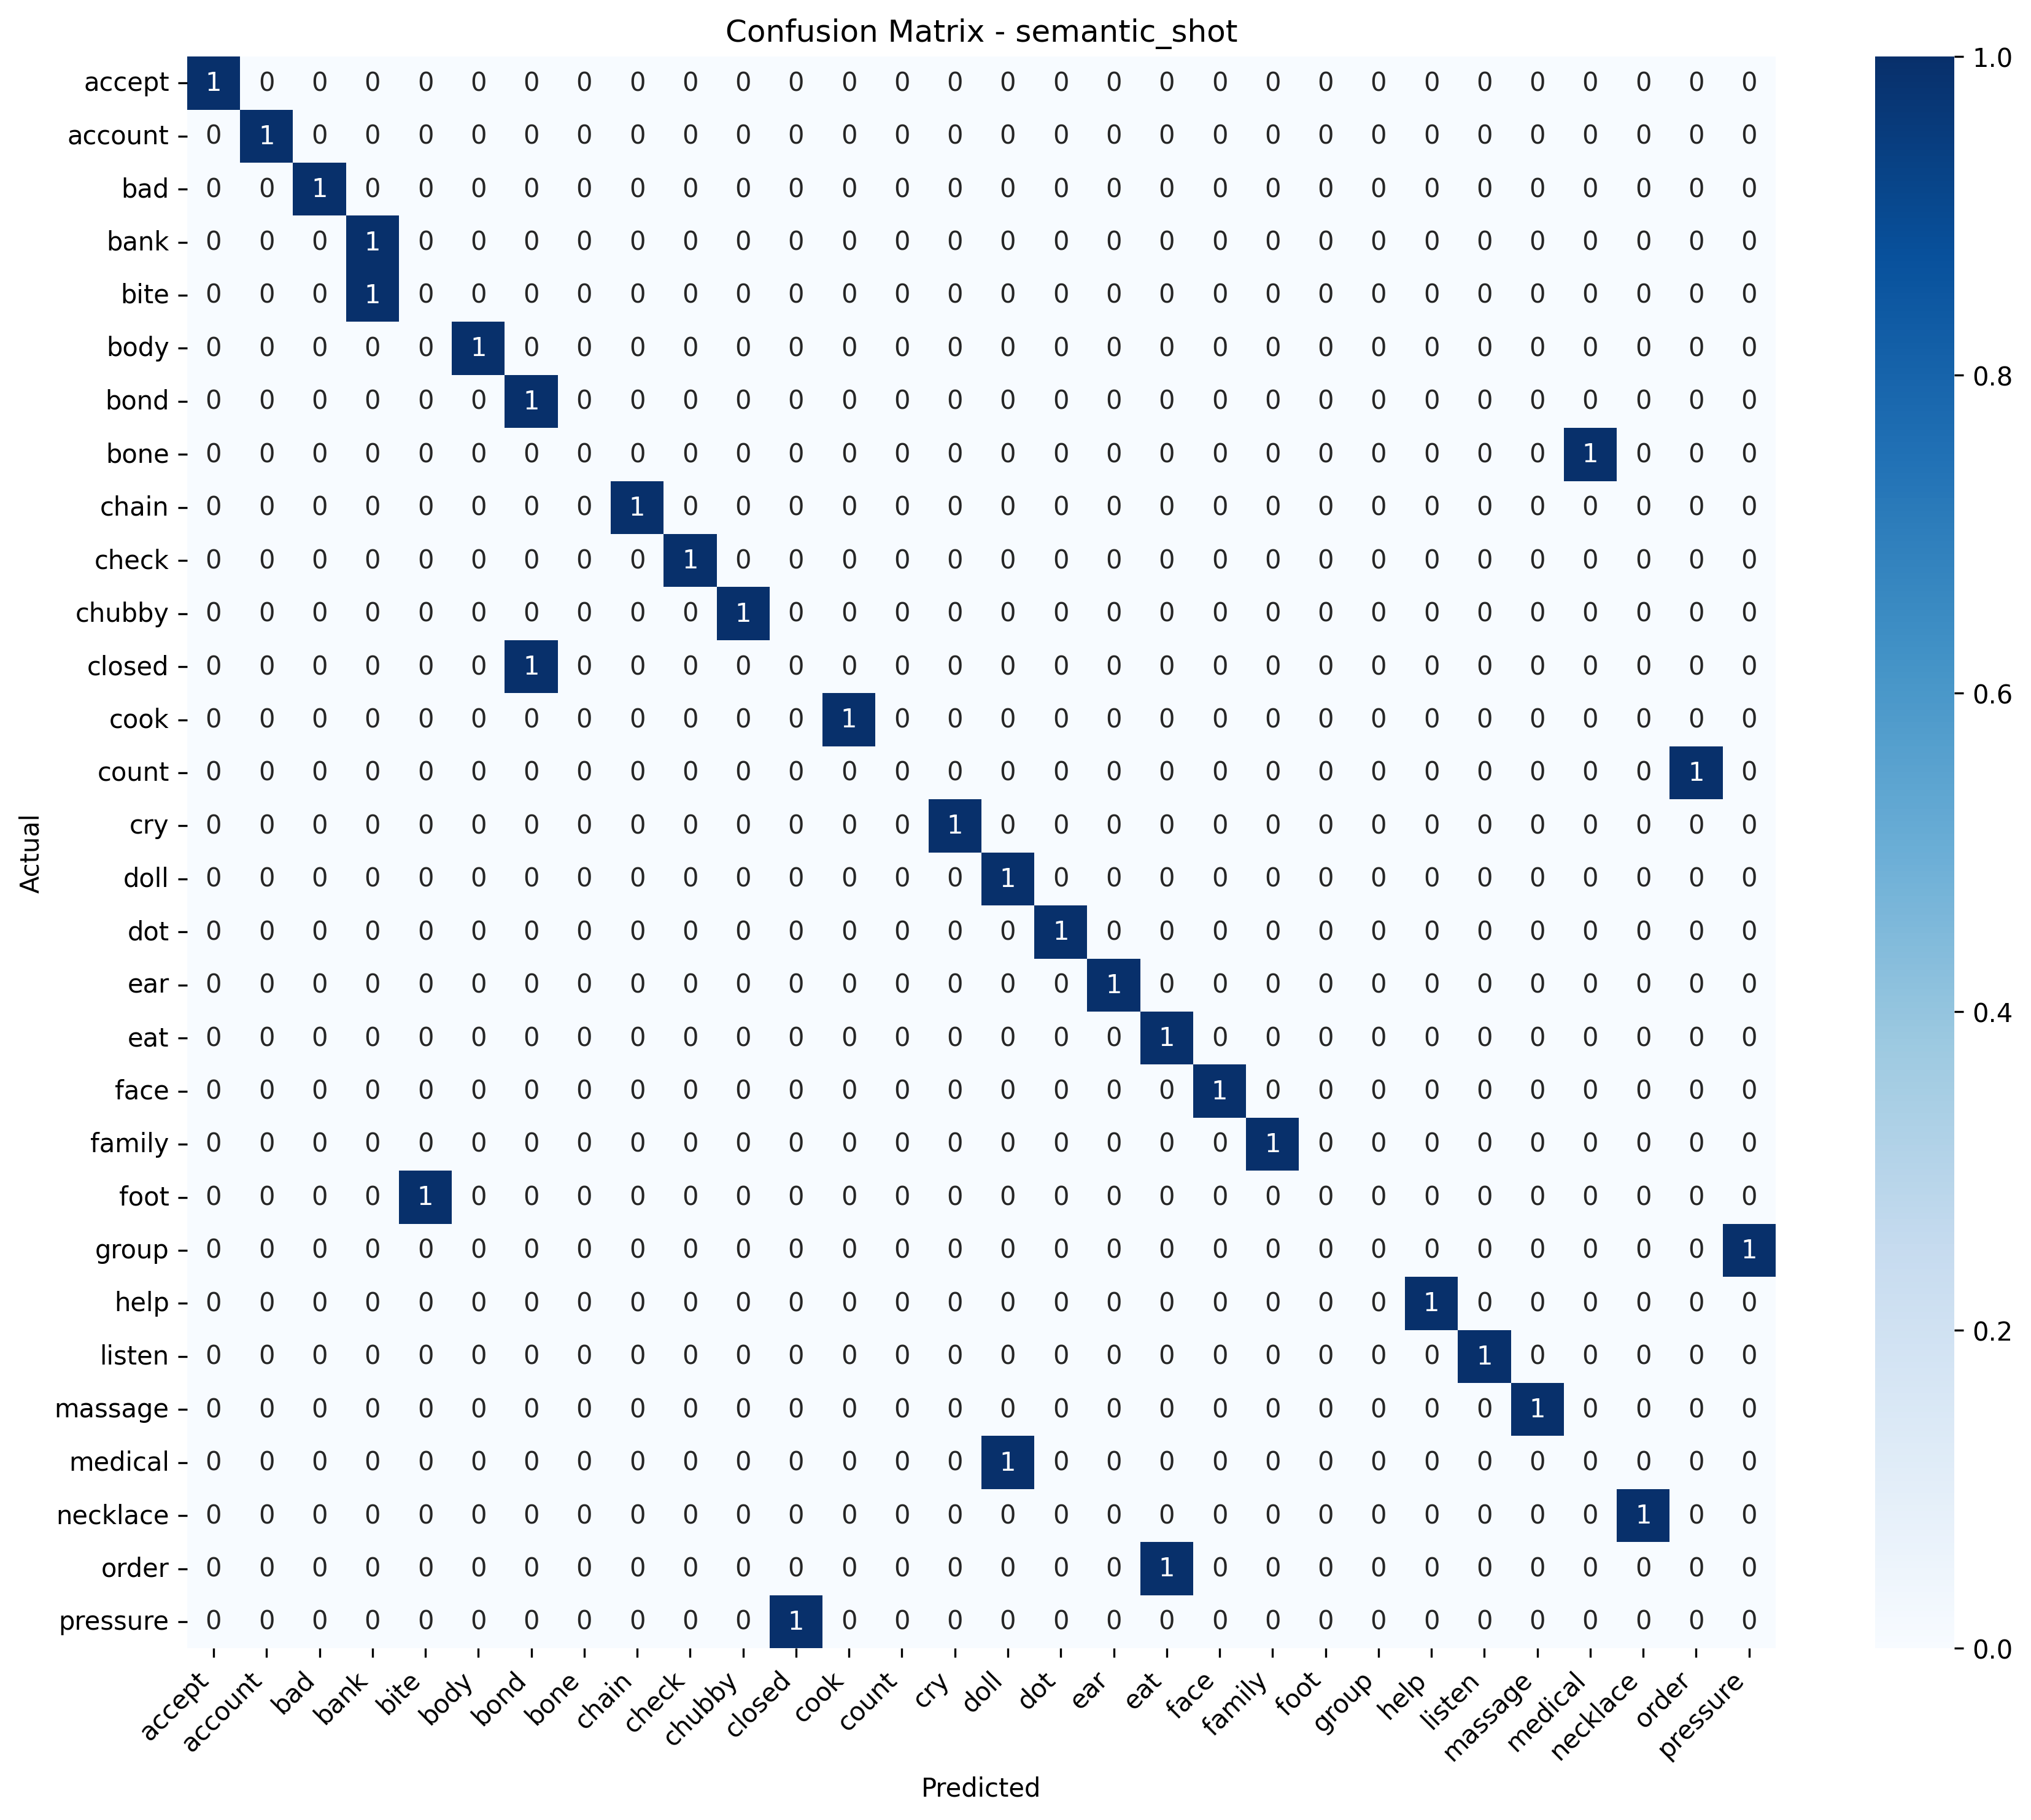 Confusion Matrix - semantic_shot
accept 1 0 0 0 0 0 0 0 0 0 0 0 0 0 0 0 0 0 0 0 0 0 0 0 0 0 0 0 0 0
account 0 1 0 0 0 0 0 0 0 0 0 0 0 0 0 0 0 0 0 0 0 0 0 0 0 0 0 0 0 0
bad 0 0 1 0 0 0 0 0 0 0 0 0 0 0 0 0 0 0 0 0 0 0 0 0 0 0 0 0 0 0
bank 0 0 0 1 0 0 0 0 0 0 0 0 0 0 0 0 0 0 0 0 0 0 0 0 0 0 0 0 0 0
bite 0 0 0 1 0 0 0 0 0 0 0 0 0 0 0 0 0 0 0 0 0 0 0 0 0 0 0 0 0 0
body 0 0 0 0 0 1 0 0 0 0 0 0 0 0 0 0 0 0 0 0 0 0 0 0 0 0 0 0 0 0
bond 0 0 0 0 0 0 1 0 0 0 0 0 0 0 0 0 0 0 0 0 0 0 0 0 0 0 0 0 0 0
bone 0 0 0 0 0 0 0 0 0 0 0 0 0 0 0 0 0 0 0 0 0 0 0 0 0 0 1 0 0 0
chain 0 0 0 0 0 0 0 0 1 0 0 0 0 0 0 0 0 0 0 0 0 0 0 0 0 0 0 0 0 0
check 0 0 0 0 0 0 0 0 0 1 0 0 0 0 0 0 0 0 0 0 0 0 0 0 0 0 0 0 0 0
chubby 0 0 0 0 0 0 0 0 0 0 1 0 0 0 0 0 0 0 0 0 0 0 0 0 0 0 0 0 0 0
closed 0 0 0 0 0 0 1 0 0 0 0 0 0 0 0 0 0 0 0 0 0 0 0 0 0 0 0 0 0 0
cook 0 0 0 0 0 0 0 0 0 0 0 0 1 0 0 0 0 0 0 0 0 0 0 0 0 0 0 0 0 0
count 0 0 0 0 0 0 0 0 0 0 0 0 0 0 0 0 0 0 0 0 0 0 0 0 0 0 0 0 1 0
cry 0 0 0 0 0 0 0 0 0 0 0 0 0 0 1 0 0 0 0 0 0 0 0 0 0 0 0 0 0 0
doll 0 0 0 0 0 0 0 0 0 0 0 0 0 0 0 1 0 0 0 0 0 0 0 0 0 0 0 0 0 0
dot 0 0 0 0 0 0 0 0 0 0 0 0 0 0 0 0 1 0 0 0 0 0 0 0 0 0 0 0 0 0
ear 0 0 0 0 0 0 0 0 0 0 0 0 0 0 0 0 0 1 0 0 0 0 0 0 0 0 0 0 0 0
eat 0 0 0 0 0 0 0 0 0 0 0 0 0 0 0 0 0 0 1 0 0 0 0 0 0 0 0 0 0 0
face 0 0 0 0 0 0 0 0 0 0 0 0 0 0 0 0 0 0 0 1 0 0 0 0 0 0 0 0 0 0
family 0 0 0 0 0 0 0 0 0 0 0 0 0 0 0 0 0 0 0 0 1 0 0 0 0 0 0 0 0 0
foot 0 0 0 0 1 0 0 0 0 0 0 0 0 0 0 0 0 0 0 0 0 0 0 0 0 0 0 0 0 0
group 0 0 0 0 0 0 0 0 0 0 0 0 0 0 0 0 0 0 0 0 0 0 0 0 0 0 0 0 0 1
help 0 0 0 0 0 0 0 0 0 0 0 0 0 0 0 0 0 0 0 0 0 0 0 1 0 0 0 0 0 0
listen 0 0 0 0 0 0 0 0 0 0 0 0 0 0 0 0 0 0 0 0 0 0 0 0 1 0 0 0 0 0
massage 0 0 0 0 0 0 0 0 0 0 0 0 0 0 0 0 0 0 0 0 0 0 0 0 0 1 0 0 0 0
medical 0 0 0 0 0 0 0 0 0 0 0 0 0 0 0 1 0 0 0 0 0 0 0 0 0 0 0 0 0 0
necklace 0 0 0 0 0 0 0 0 0 0 0 0 0 0 0 0 0 0 0 0 0 0 0 0 0 0 0 1 0 0
order 0 0 0 0 0 0 0 0 0 0 0 0 0 0 0 0 0 0 1 0 0 0 0 0 0 0 0 0 0 0
pressure 0 0 0 0 0 0 0 0 0 0 0 1 0 0 0 0 0 0 0 0 0 0 0 0 0 0 0 0 0 0
accept account bad bank bite body bond bone chain check chubby closed cook count cry doll dot ear eat face family foot group help listen massage medical necklace order pressure
Predicted
Actual
1.0
0.8
0.6
0.4
0.2
0.0